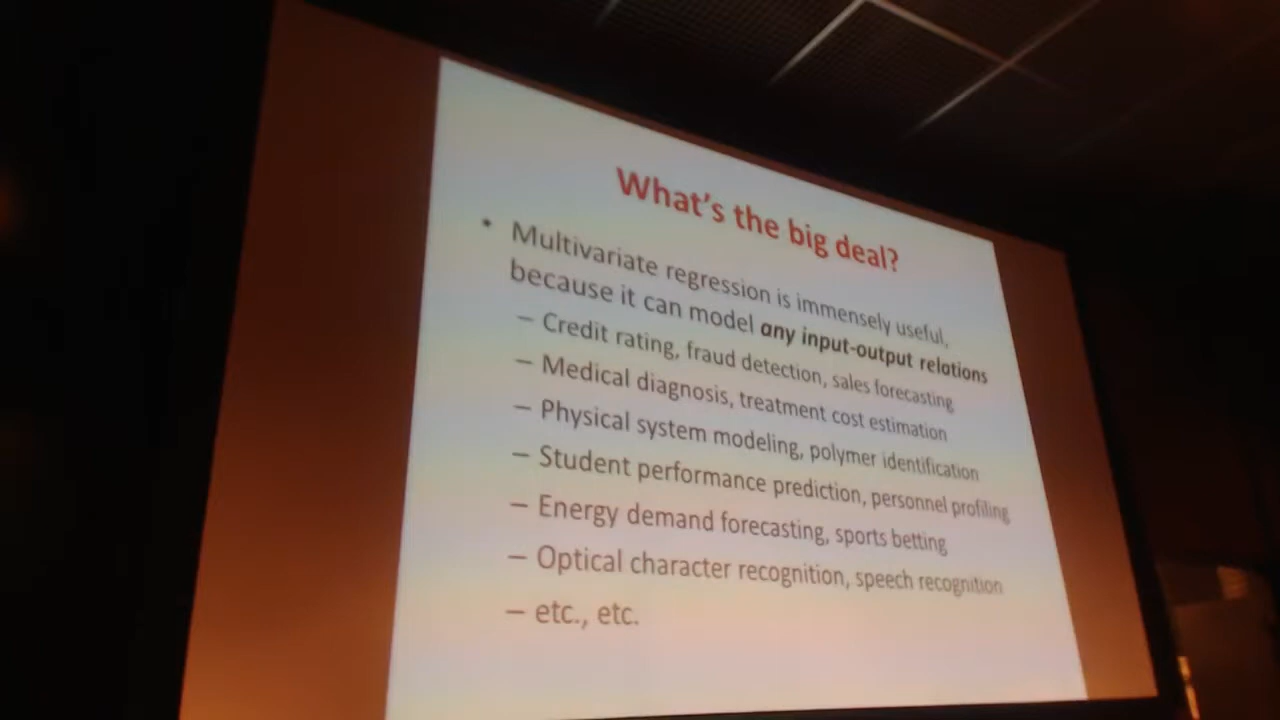 What's the big deal?
• Multivariate regression is immensely useful,
because it can model any input-output relations
– Credit rating, fraud detection, sales forecasting
– Medical diagnosis, treatment cost estimation
– Physical system modeling, polymer identification
– Student performance prediction, personnel profiling
– Energy demand forecasting, sports betting
– Optical character recognition, speech recognition
– etc., etc.